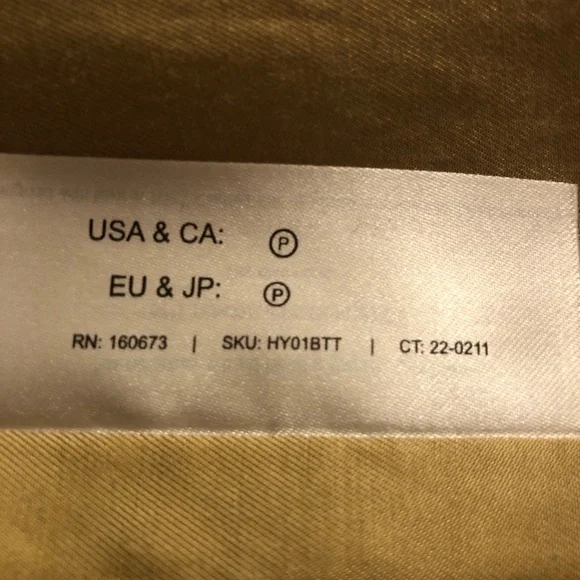 USA & CA: Ⓟ
EU & JP: Ⓟ
RN: 160673 | SKU: HY01BTT | CT: 22-0211